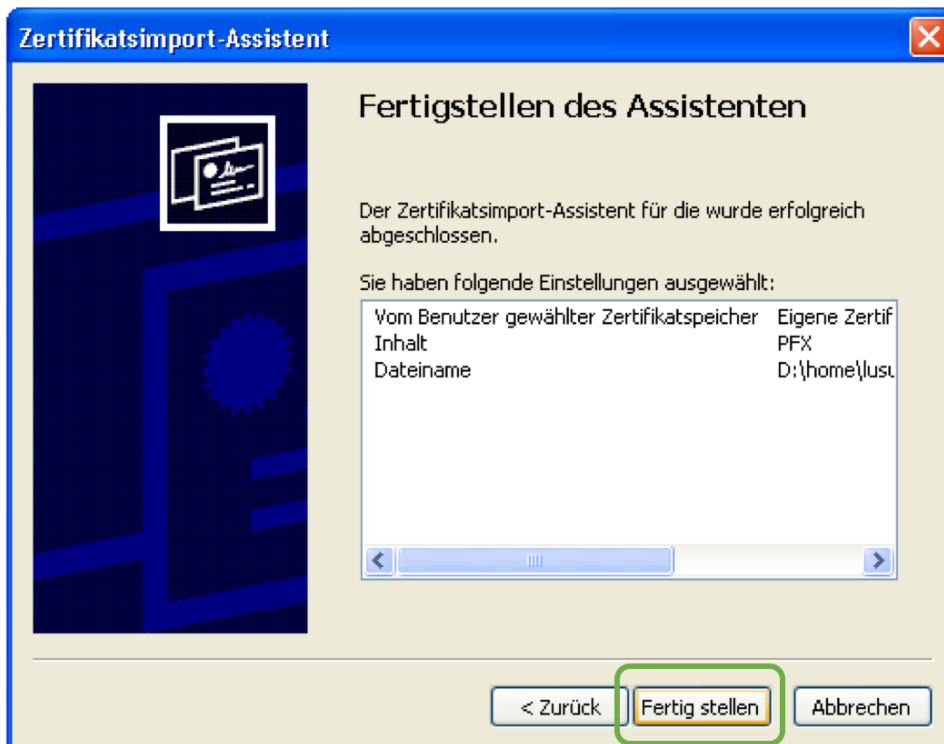 Zertifikatsimport-Assistent
Fertigstellen des Assistenten
Der Zertifikatsimport-Assistent für die wurde erfolgreich
abgeschlossen.
Sie haben folgende Einstellungen ausgewählt:
Vom Benutzer gewählter Zertifikatspeicher Eigene Zertif
Inhalt PFX
Dateiname D:\home\lusu
< Zurück Fertig stellen Abbrechen